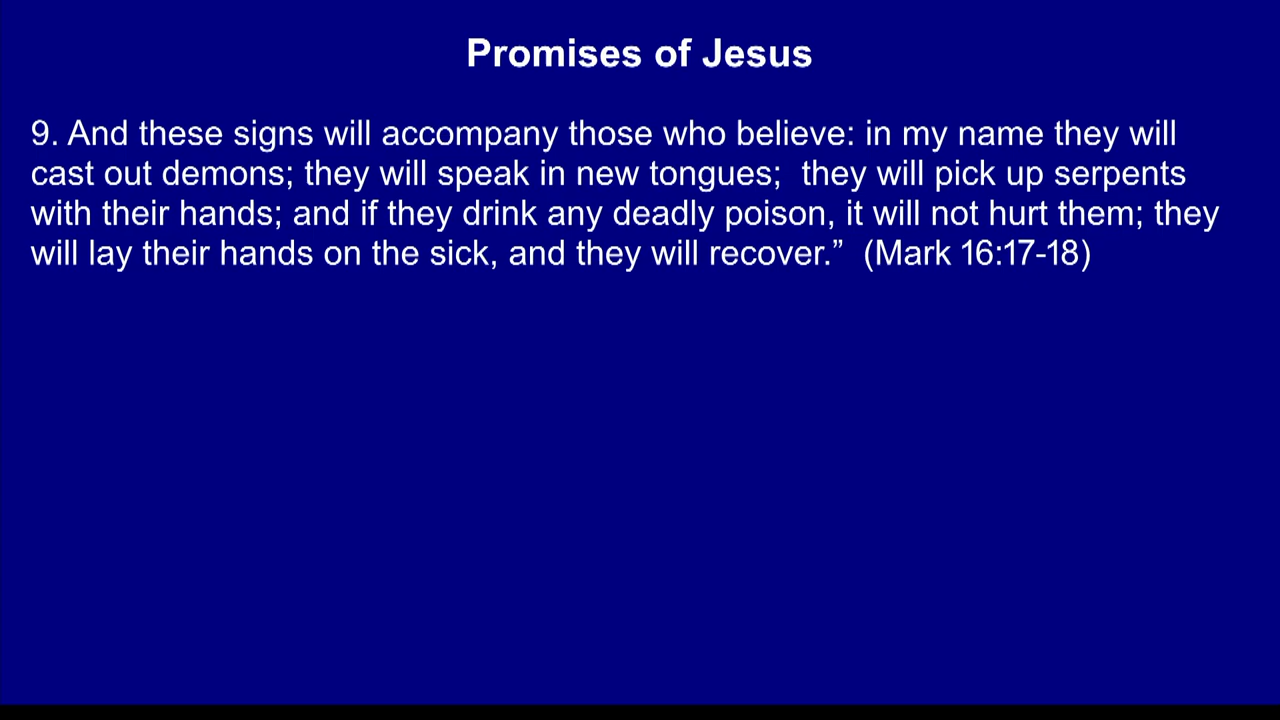 Promises of Jesus
9. And these signs will accompany those who believe: in my name they will
cast out demons; they will speak in new tongues;  they will pick up serpents
with their hands; and if they drink any deadly poison, it will not hurt them; they
will lay their hands on the sick, and they will recover.”  (Mark 16:17-18)